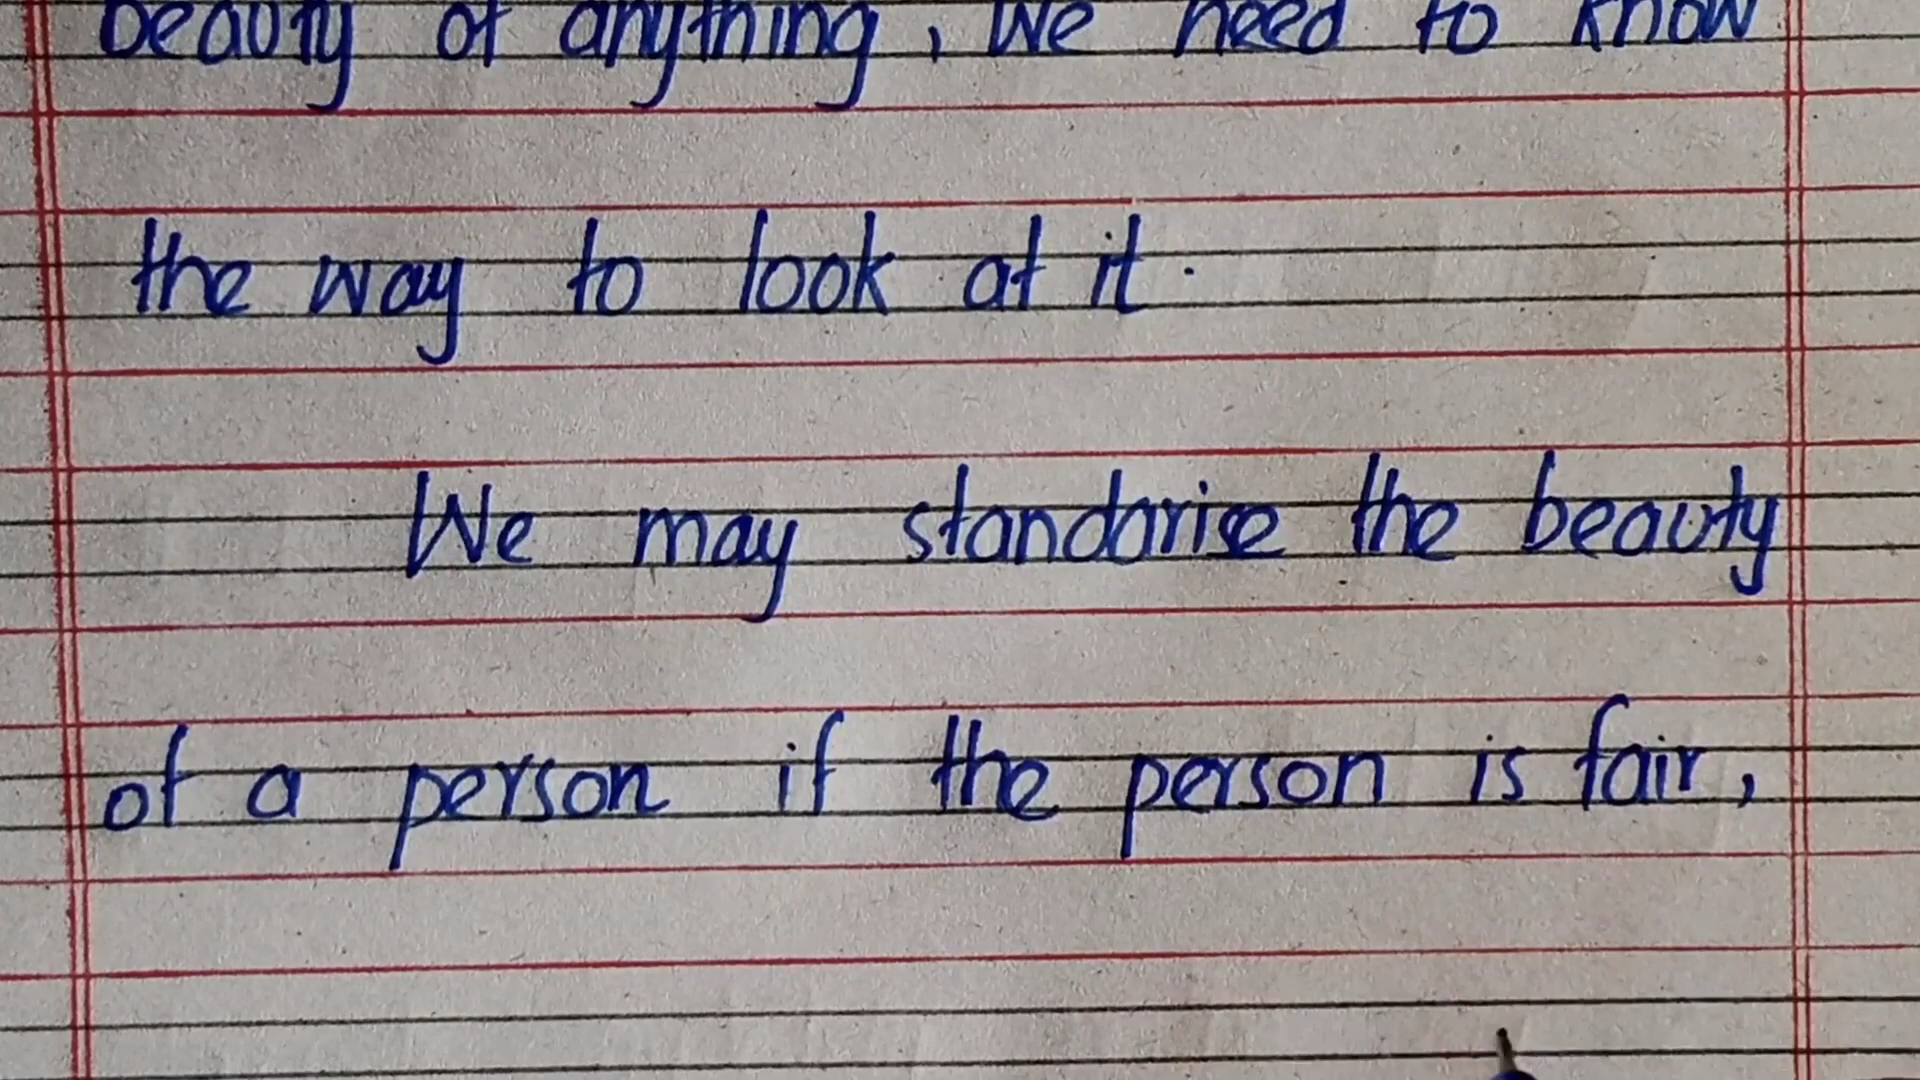 beauty of anything, we need to know
the way to look at it.
We may standarise the beauty
of a person if the person is fair,